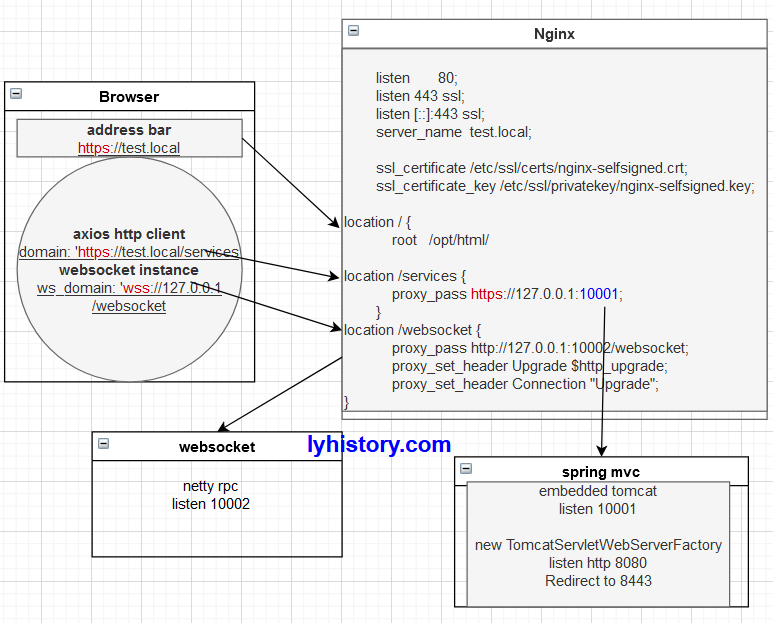 Nginx
listen 80;
listen 443 ssl;
listen [::]:443 ssl;
server_name test.local;
ssl_certificate /etc/ssl/certs/nginx-selfsigned.crt;
ssl_certificate_key /etc/ssl/privatekey/nginx-selfsigned.key;
location / {
root /opt/html/
location /services {
proxy_pass https://127.0.0.1:10001;
}
location /websocket {
proxy_pass http://127.0.0.1:10002/websocket;
proxy_set_header Upgrade $http_upgrade;
proxy_set_header Connection "Upgrade";
}
Browser
address bar
https://test.local
axios http client
domain: 'https://test.local/services
websocket instance
ws_domain: 'wss://127.0.0.1
/websocket
lyhistory.com
websocket
netty rpc
listen 10002
spring mvc
embedded tomcat
listen 10001
new TomcatServletWebServerFactory
listen http 8080
Redirect to 8443